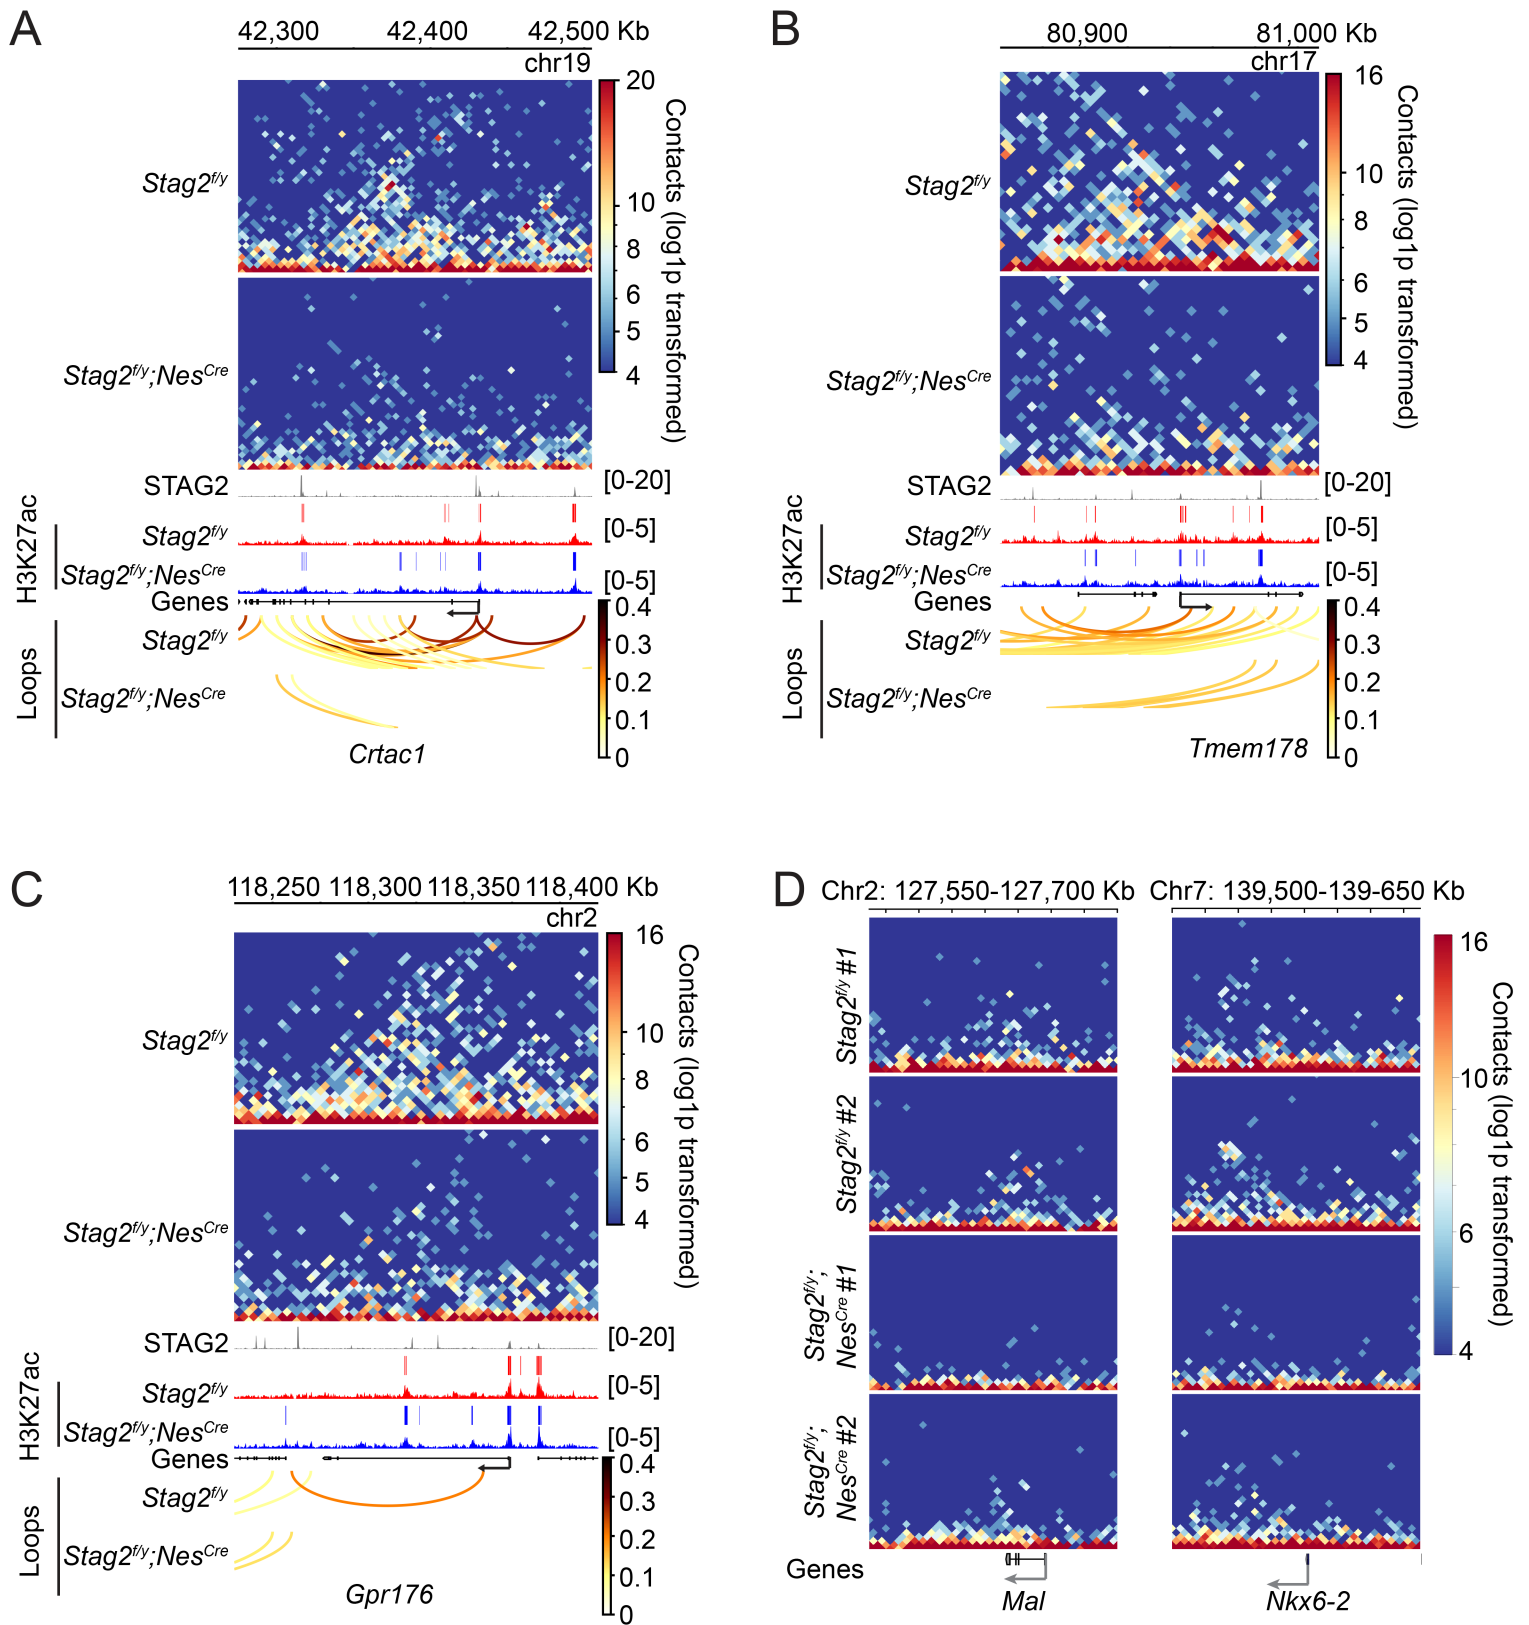 A
42,300 42,400 42,500 Kb
chr19
Stag2f/y
Stag2f/y;NesCre
20
10
8
6
5
4
Contacts (log1p transformed)
STAG2 [0-20]
H3K27ac
Stag2f/y [0-5]
Stag2f/y;NesCre [0-5]
Genes
Loops
Stag2f/y
Stag2f/y;NesCre
0.4
0.3
0.2
0.1
0
Crtac1
B
80,900 81,000 Kb
chr17
Stag2f/y
Stag2f/y;NesCre
16
10
8
6
5
4
Contacts (log1p transformed)
STAG2 [0-20]
H3K27ac
Stag2f/y [0-5]
Stag2f/y;NesCre [0-5]
Genes
Loops
Stag2f/y
Stag2f/y;NesCre
0.4
0.3
0.2
0.1
0
Tmem178
C
118,250 118,300 118,350 118,400 Kb
chr2
Stag2f/y
Stag2f/y;NesCre
16
10
8
6
5
4
Contacts (log1p transformed)
STAG2 [0-20]
H3K27ac
Stag2f/y [0-5]
Stag2f/y;NesCre [0-5]
Genes
Loops
Stag2f/y
Stag2f/y;NesCre
0.4
0.3
0.2
0.1
0
Gpr176
D
Chr2: 127,550-127,700 Kb Chr7: 139,500-139-650 Kb
Stag2f/y #1
Stag2f/y #2
Stag2f/y;
NesCre #1
Stag2f/y;
NesCre #2
16
10
6
4
Contacts (log1p transformed)
Genes
Mal Nkx6-2